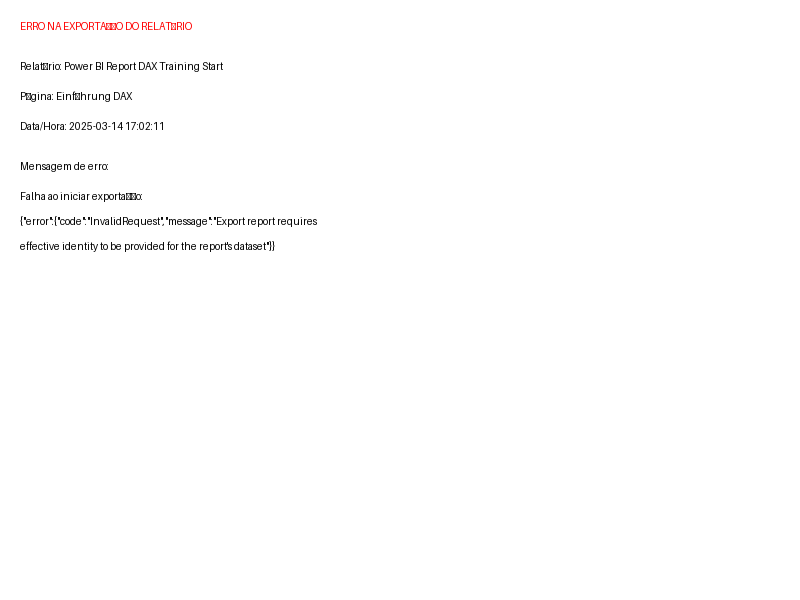 ERRO NA EXPORTA▯▯O DO RELAT▯RIO
Relat▯rio: Power BI Report DAX Training Start
P▯gina: Einf▯hrung DAX
Data/Hora: 2025-03-14 17:02:11
Mensagem de erro:
Falha ao iniciar exporta▯▯o:
{"error":{"code":"InvalidRequest","message":"Export report requires
effective identity to be provided for the report's dataset"}}